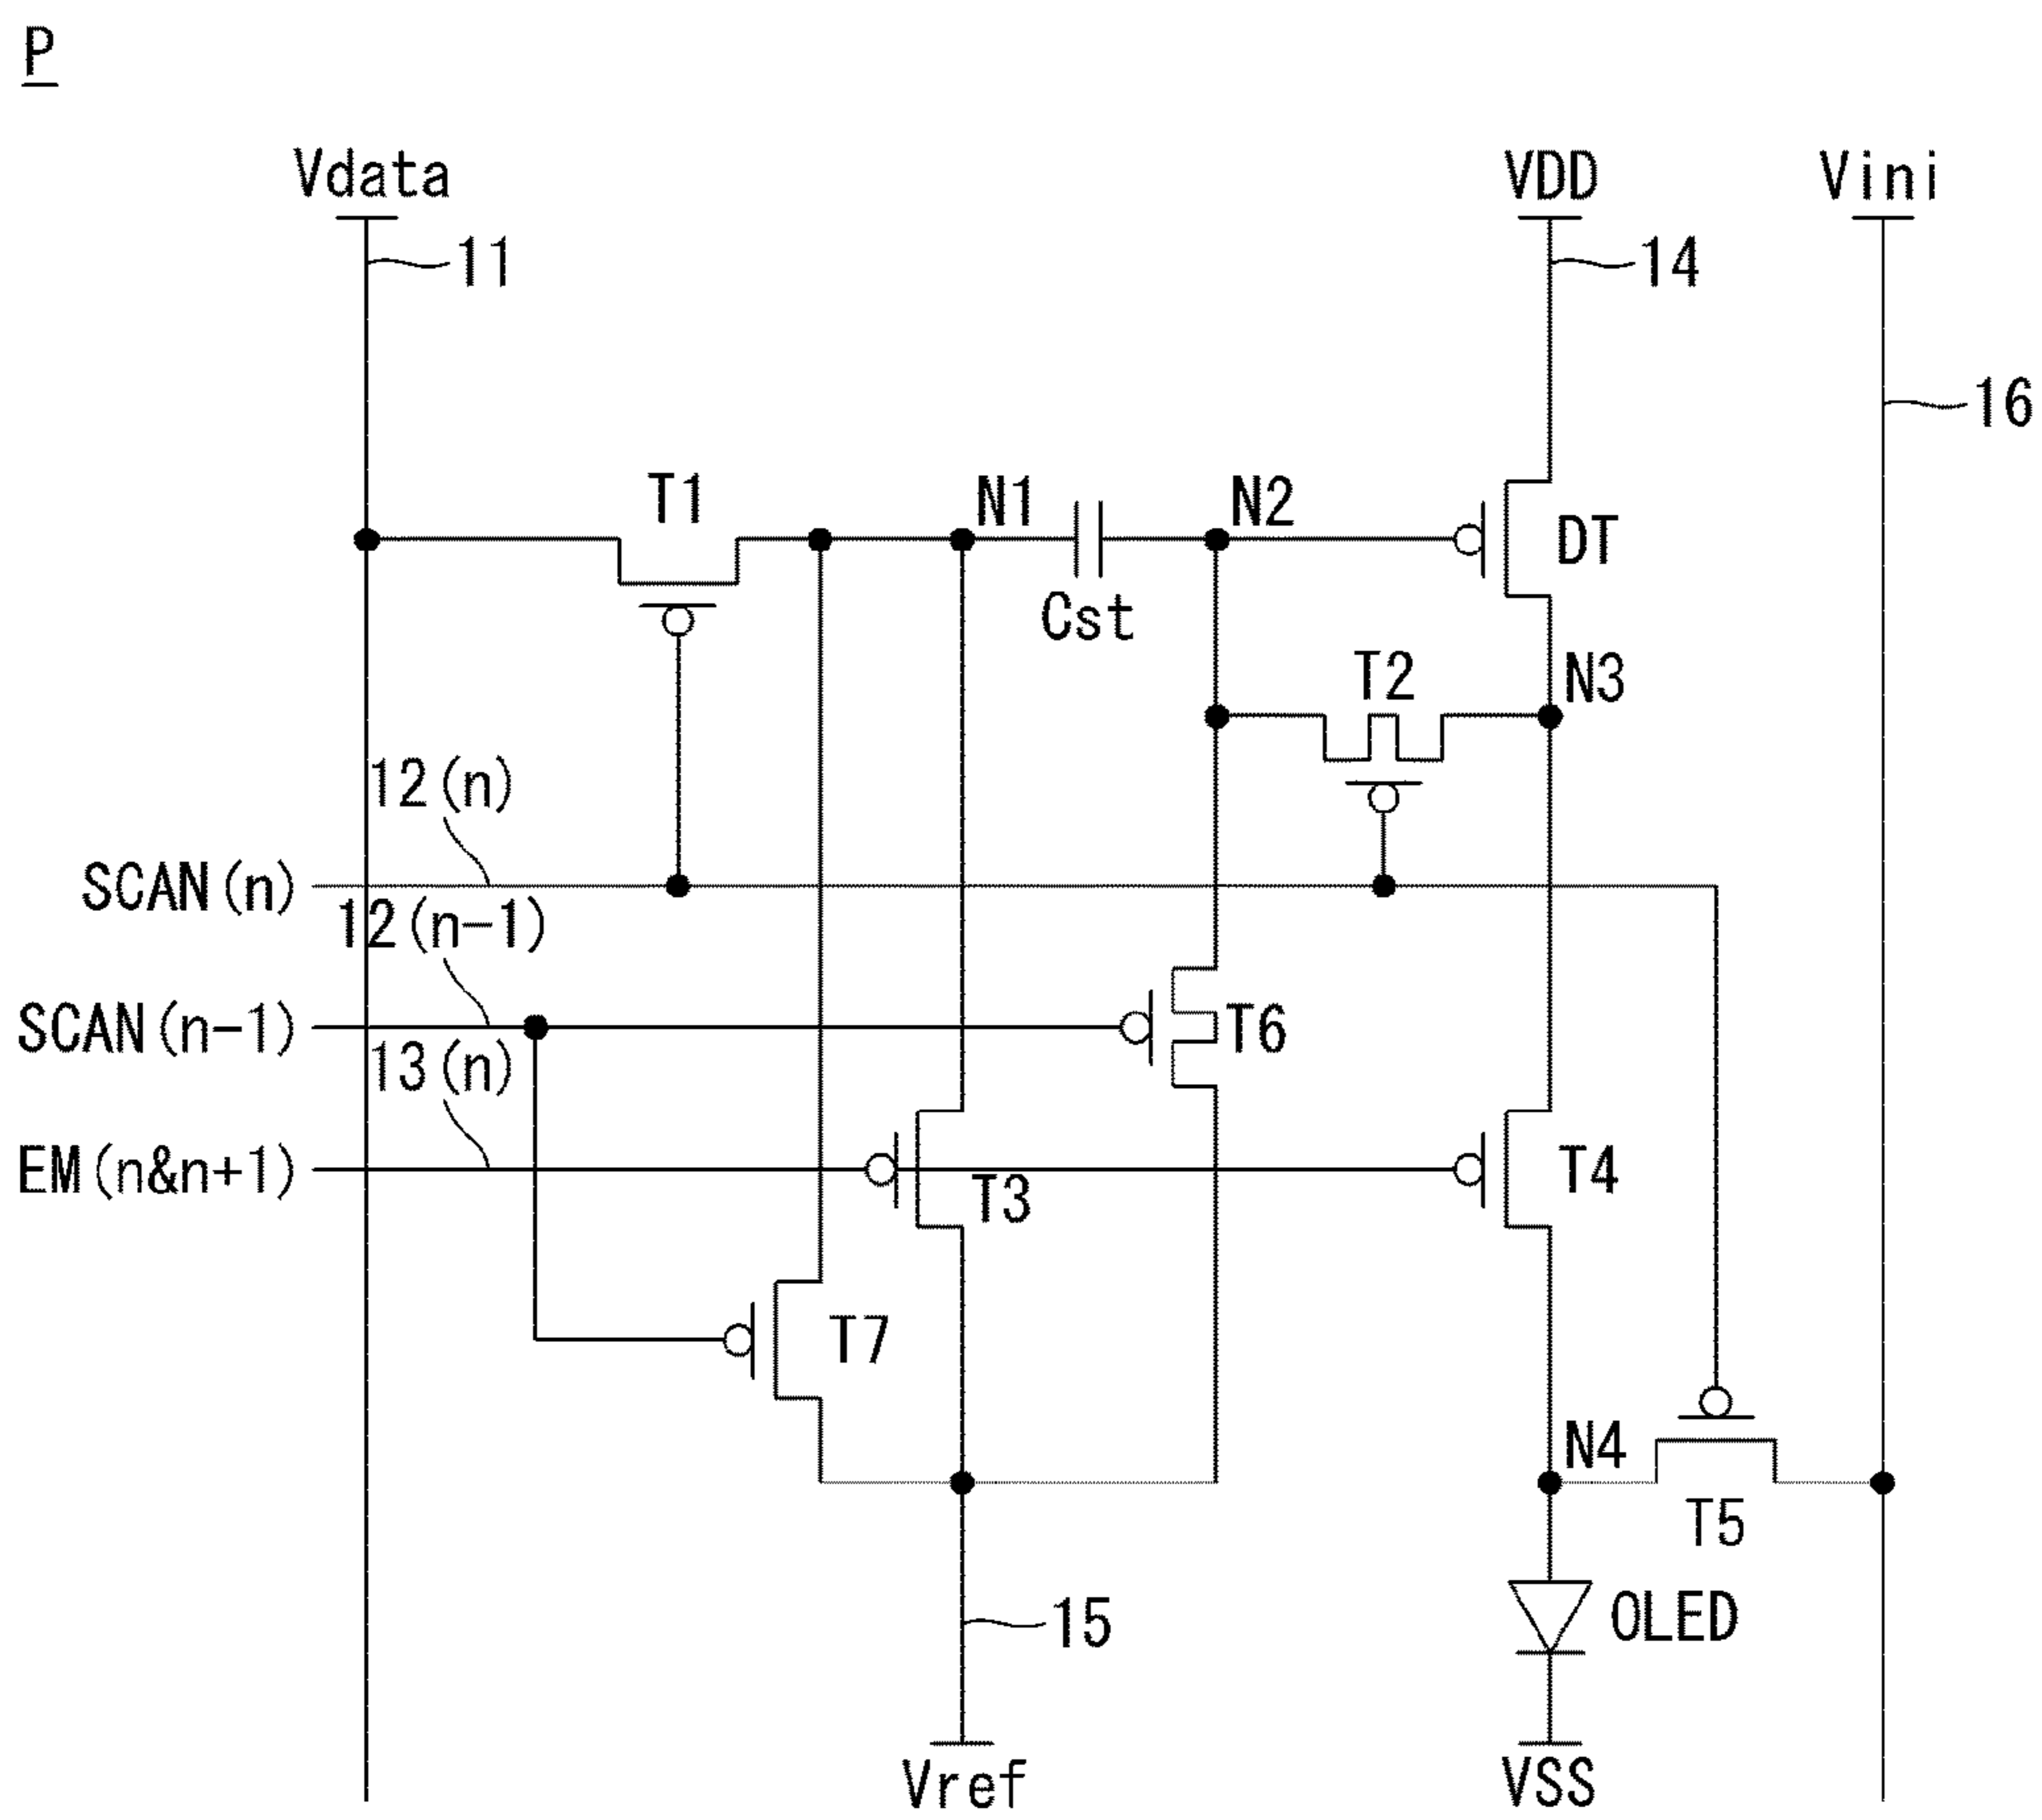 P
Vdata
VDD
Vini
11
14
16
T1
N1
N2
DT
Cst
T2
N3
12(n)
SCAN(n)
12(n-1)
SCAN(n-1)
T6
13(n)
EM(n&n+1)
T3
T4
T7
N4
T5
OLED
15
Vref
VSS